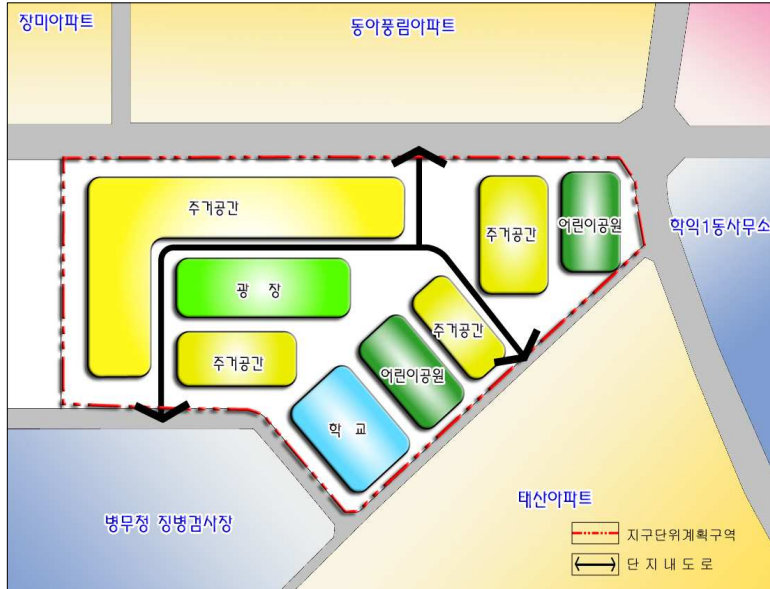 장미아파트
동아풍림아파트
주거공간
주거공간
어린이공원
학익1동사무소
광 장
주거공간
주거공간
어린이공원
학 교
병무청 징병검사장
태산아파트
지구단위계획구역
단 지 내 도 로